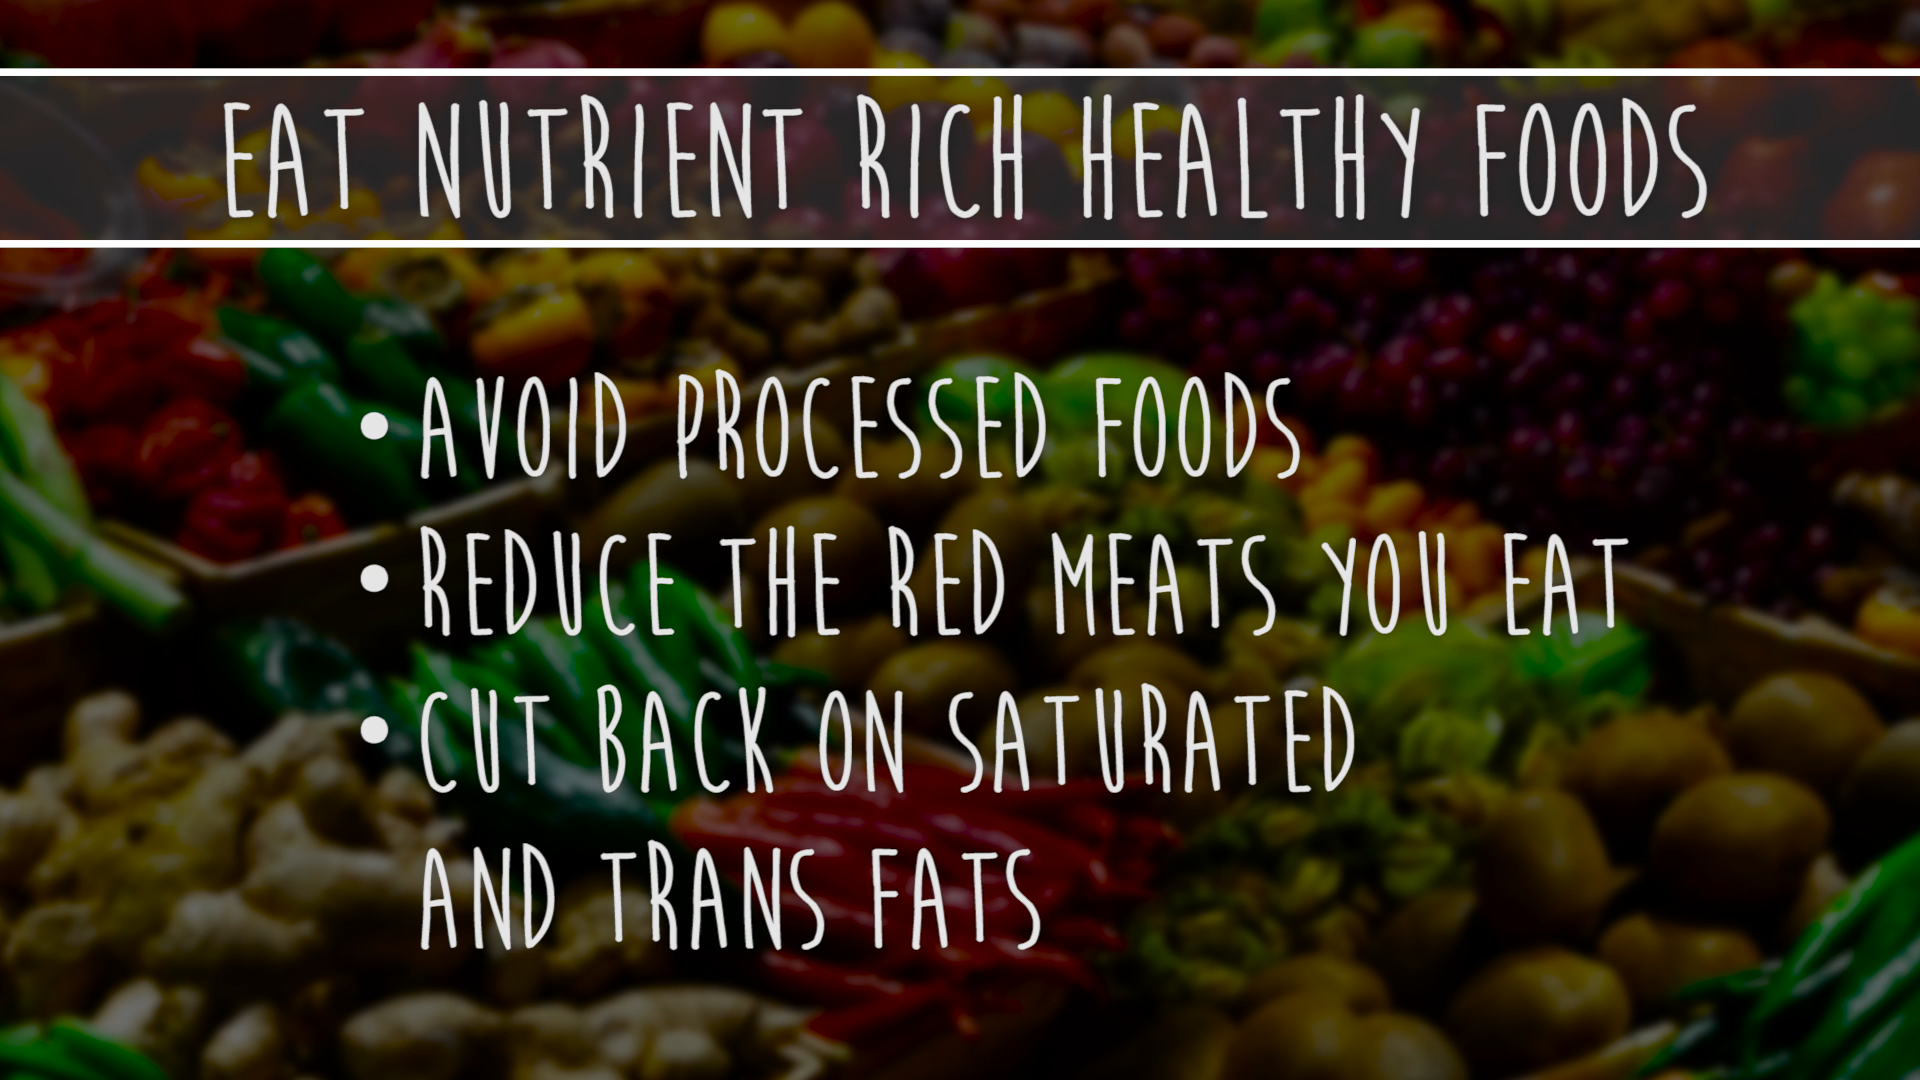 EAT NUTRIENT RICH HEALTHY FOODS
• AVOID PROCESSED FOODS
• REDUCE THE RED MEATS YOU EAT
• CUT BACK ON SATURATED
AND TRANS FATS